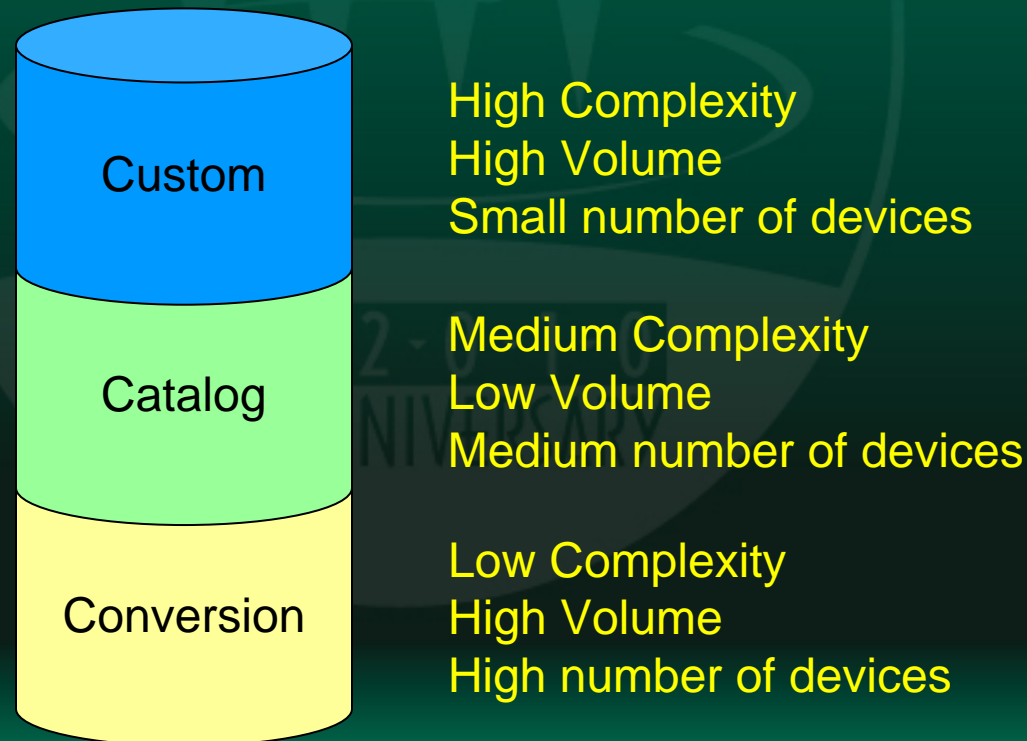 Custom
High Complexity
High Volume
Small number of devices
Catalog
Medium Complexity
Low Volume
Medium number of devices
Conversion
Low Complexity
High Volume
High number of devices